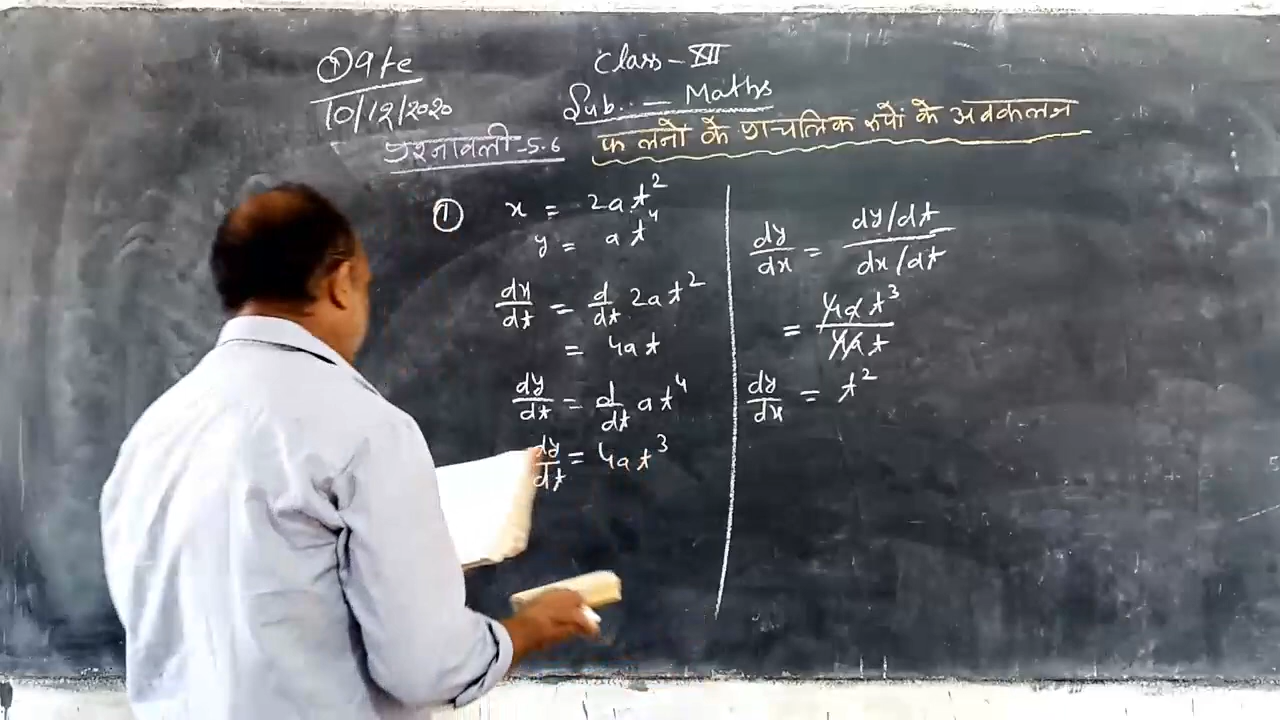 Date
10/12/2020
Class - XII
Sub. - Maths
प्रश्नावली - 5.6
फलनों के प्राचलिक रूपों के अवकलज
① x = 2at²
y = at⁴
dx/dt = d/dt 2at²
= 4at
dy/dt = d/dt at⁴
dy/dt = 4at³
dy/dx = (dy/dt)/(dx/dt)
= 4at³/4at
dy/dx = t²